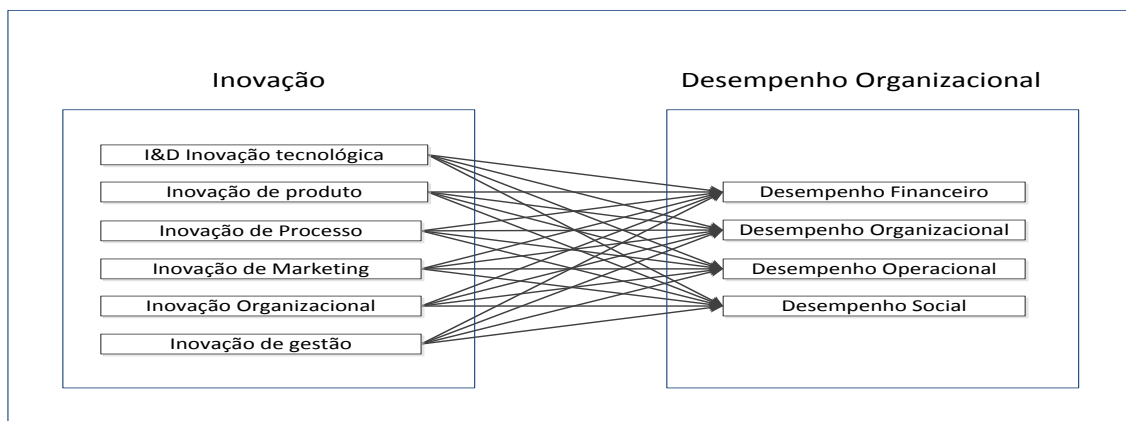 Inovação
Desempenho Organizacional
I&D Inovação tecnológica
Inovação de produto
Inovação de Processo
Inovação de Marketing
Inovação Organizacional
Inovação de gestão
Desempenho Financeiro
Desempenho Organizacional
Desempenho Operacional
Desempenho Social